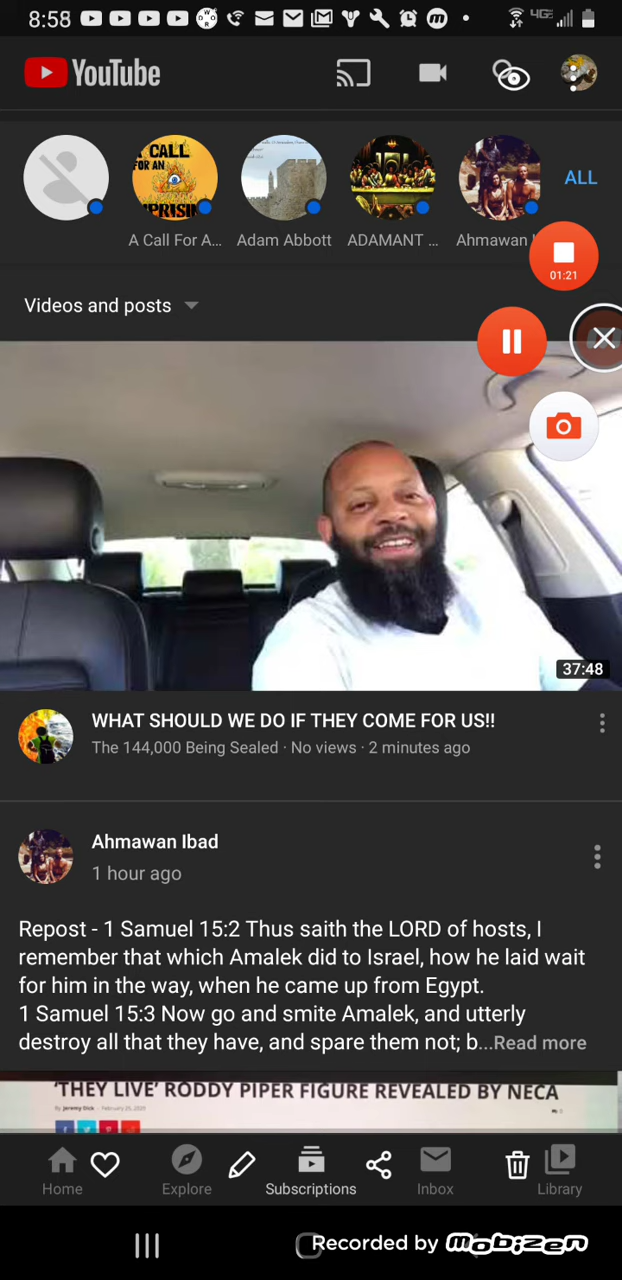 8:58
4GE
YouTube
A CALL
FOR AN
ALL
A Call For A...
Adam Abbott
ADAMANT ...
Ahmawan
01:21
Videos and posts
37:48
WHAT SHOULD WE DO IF THEY COME FOR US!!
The 144,000 Being Sealed · No views · 2 minutes ago
Ahmawan Ibad
1 hour ago
Repost - 1 Samuel 15:2 Thus saith the LORD of hosts, I
remember that which Amalek did to Israel, how he laid wait
for him in the way, when he came up from Egypt.
1 Samuel 15:3 Now go and smite Amalek, and utterly
destroy all that they have, and spare them not; b...Read more
'THEY LIVE' RODDY PIPER FIGURE REVEALED BY NECA
Home
Explore
Subscriptions
Inbox
Library
Recorded by mobizen